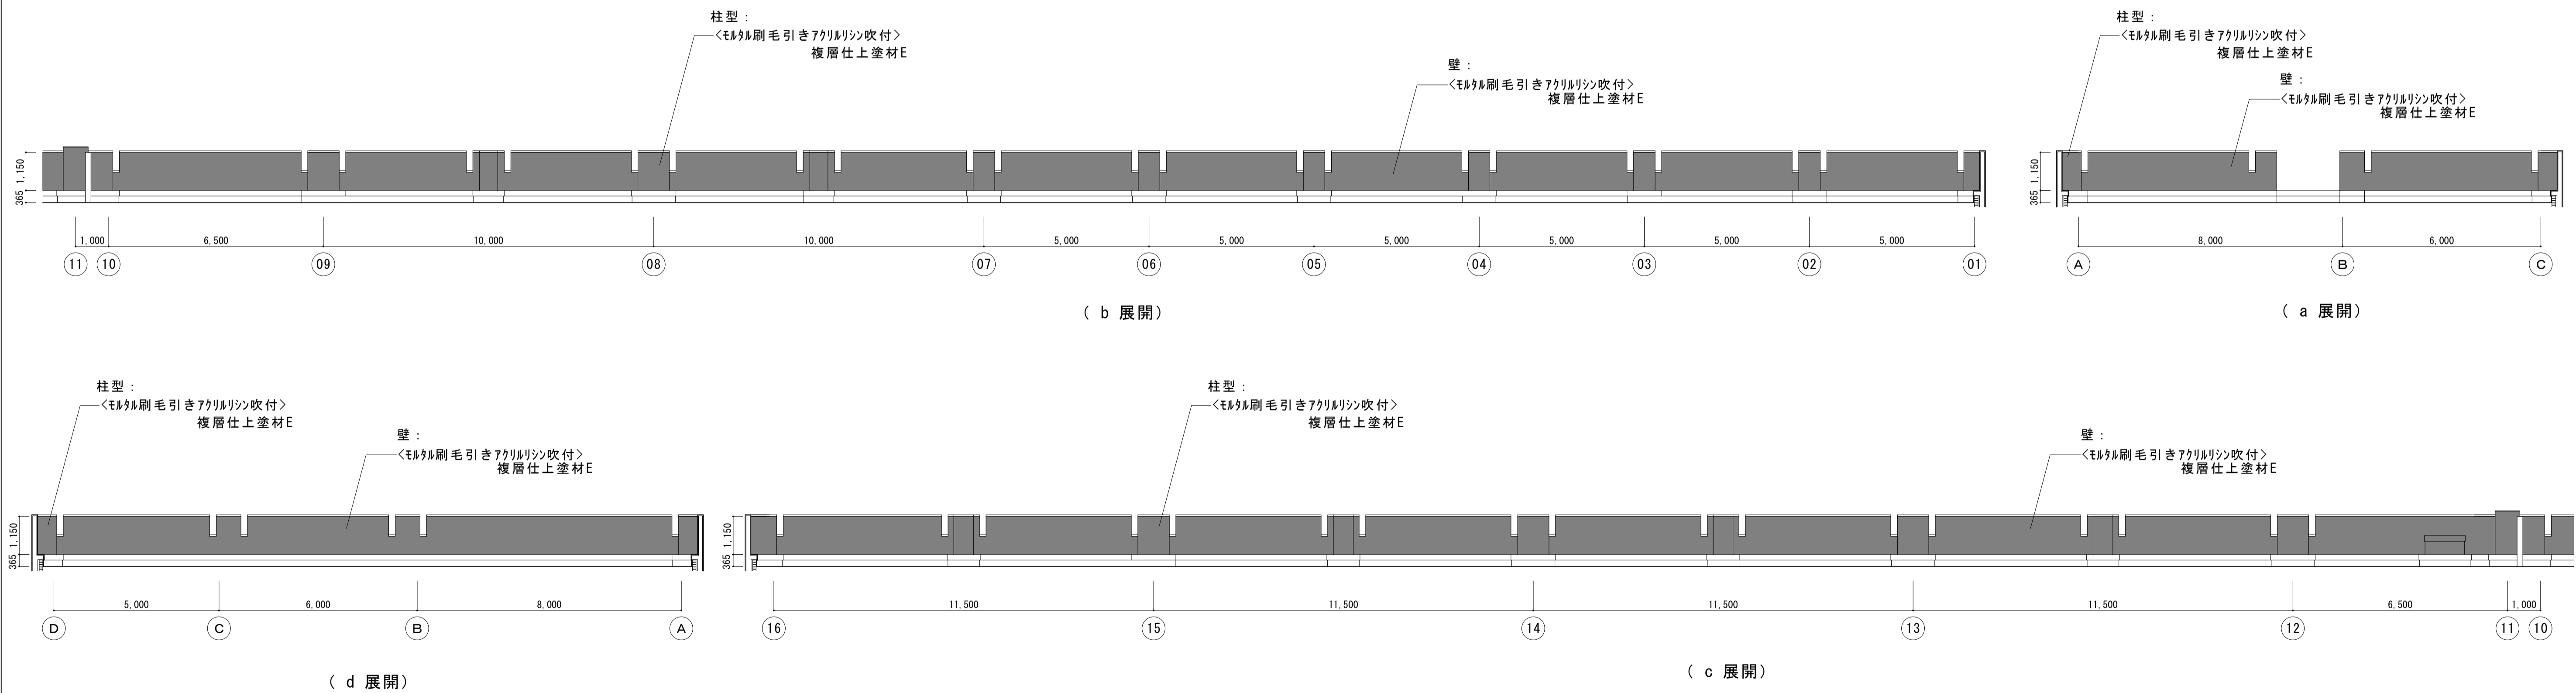 柱型：
<ﾓﾙﾀﾙ刷毛引きｱｸﾘﾙﾘｼﾝ吹付>
複層仕上塗材E
壁：
<ﾓﾙﾀﾙ刷毛引きｱｸﾘﾙﾘｼﾝ吹付>
複層仕上塗材E
365 1,150
1,000 6,500 10,000 10,000 5,000 5,000 5,000 5,000 5,000 5,000
11 10 09 08 07 06 05 04 03 02 01
（ b 展開）
柱型：
<ﾓﾙﾀﾙ刷毛引きｱｸﾘﾙﾘｼﾝ吹付>
複層仕上塗材E
壁：
<ﾓﾙﾀﾙ刷毛引きｱｸﾘﾙﾘｼﾝ吹付>
複層仕上塗材E
365 1,150
8,000 6,000
A B C
（ a 展開）
柱型：
<ﾓﾙﾀﾙ刷毛引きｱｸﾘﾙﾘｼﾝ吹付>
複層仕上塗材E
壁：
<ﾓﾙﾀﾙ刷毛引きｱｸﾘﾙﾘｼﾝ吹付>
複層仕上塗材E
365 1,150
5,000 6,000 8,000
D C B A
（ d 展開）
柱型：
<ﾓﾙﾀﾙ刷毛引きｱｸﾘﾙﾘｼﾝ吹付>
複層仕上塗材E
壁：
<ﾓﾙﾀﾙ刷毛引きｱｸﾘﾙﾘｼﾝ吹付>
複層仕上塗材E
365 1,150
11,500 11,500 11,500 11,500 6,500 1,000
16 15 14 13 12 11 10
（ c 展開）